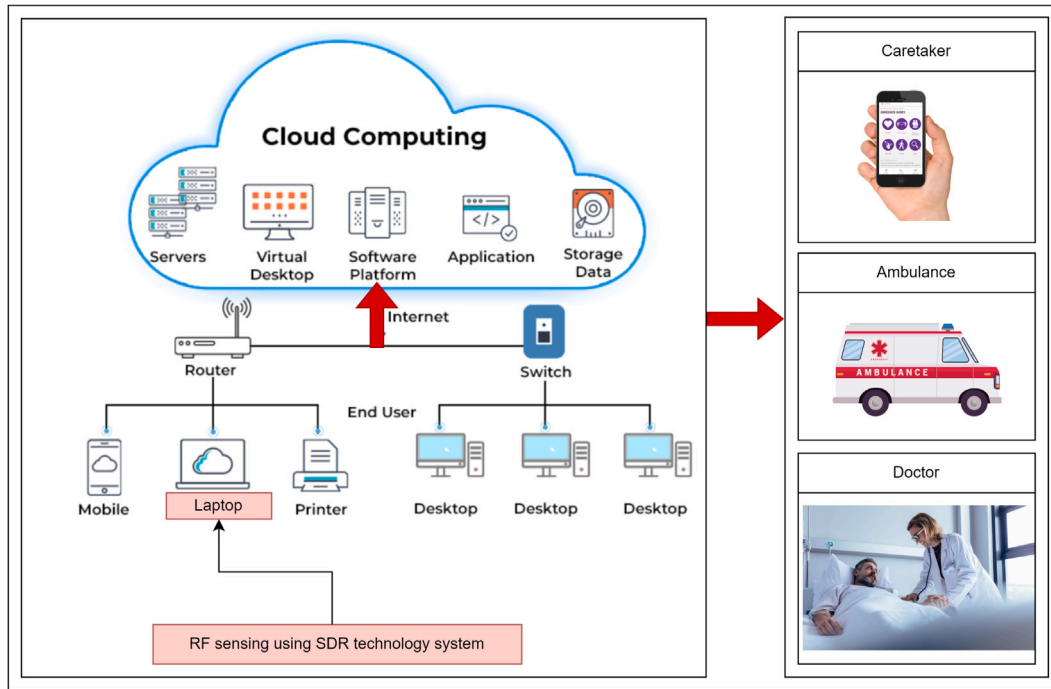 Cloud Computing
Servers
Virtual
Desktop
Software
Platform
Application
Storage
Data
Internet
Router
Switch
End User
Mobile
Laptop
Printer
Desktop
Desktop
Desktop
RF sensing using SDR technology system
Caretaker
Ambulance
AMBULANCE
Doctor